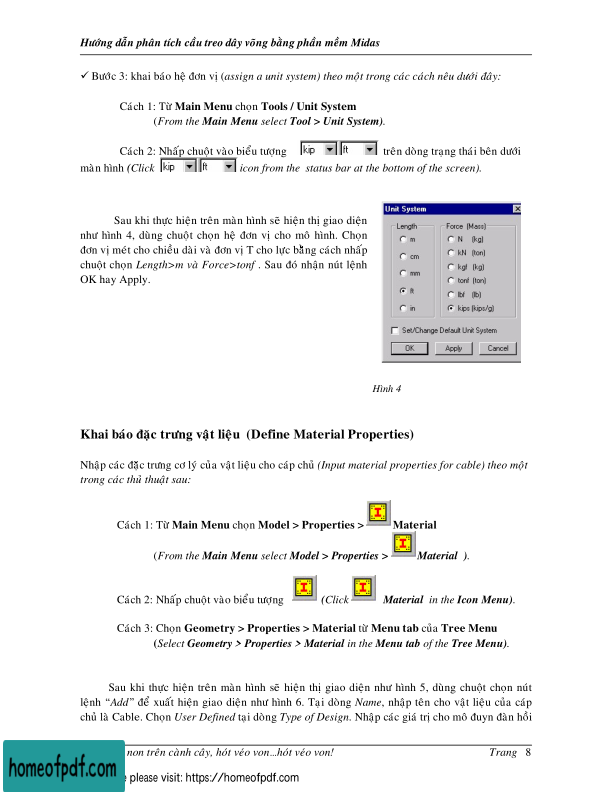 Hướng dẫn phân tích cầu treo dây võng bằng phần mềm Midas
✓ Bước 3: khai báo hệ đơn vị (assign a unit system) theo một trong các cách nêu dưới đây:
Cách 1: Từ Main Menu chọn Tools / Unit System
(From the Main Menu select Tool > Unit System).
Cách 2: Nhấp chuột vào biểu tượng kip ft trên dòng trạng thái bên dưới
màn hình (Click kip ft icon from the status bar at the bottom of the screen).
Sau khi thực hiện trên màn hình sẽ hiện thị giao diện
như hình 4, dùng chuột chọn hệ đơn vị cho mô hình. Chọn
đơn vị mét cho chiều dài và đơn vị T cho lực bằng cách nhấp
chuột chọn Length>m và Force>tonf . Sau đó nhận nút lệnh
OK hay Apply.
Unit System
Length Force (Mass)
m N (kg)
cm kN (ton)
mm kgf (kg)
tonf (ton)
ft lbf (lb)
in kips (kips/g)
Set/Change Default Unit System
OK Apply Cancel
Hình 4
Khai báo đặc trưng vật liệu (Define Material Properties)
Nhập các đặc trưng cơ lý của vật liệu cho cáp chủ (Input material properties for cable) theo một
trong các thủ thuật sau:
Cách 1: Từ Main Menu chọn Model > Properties > I Material
(From the Main Menu select Model > Properties > I Material ).
Cách 2: Nhấp chuột vào biểu tượng I (Click I Material in the Icon Menu).
Cách 3: Chọn Geometry > Properties > Material từ Menu tab của Tree Menu
(Select Geometry > Properties > Material in the Menu tab of the Tree Menu).
Sau khi thực hiện trên màn hình sẽ hiện thị giao diện như hình 5, dùng chuột chọn nút
lệnh “Add” để xuất hiện giao diện như hình 6. Tại dòng Name, nhập tên cho vật liệu của cáp
chủ là Cable. Chọn User Defined tại dòng Type of Design. Nhập các giá trị cho mô đuyn đàn hồi
non trên cành cây, hót véo von...hót véo von! Trang 8
homeofpdf.com
please visit: https://homeofpdf.com